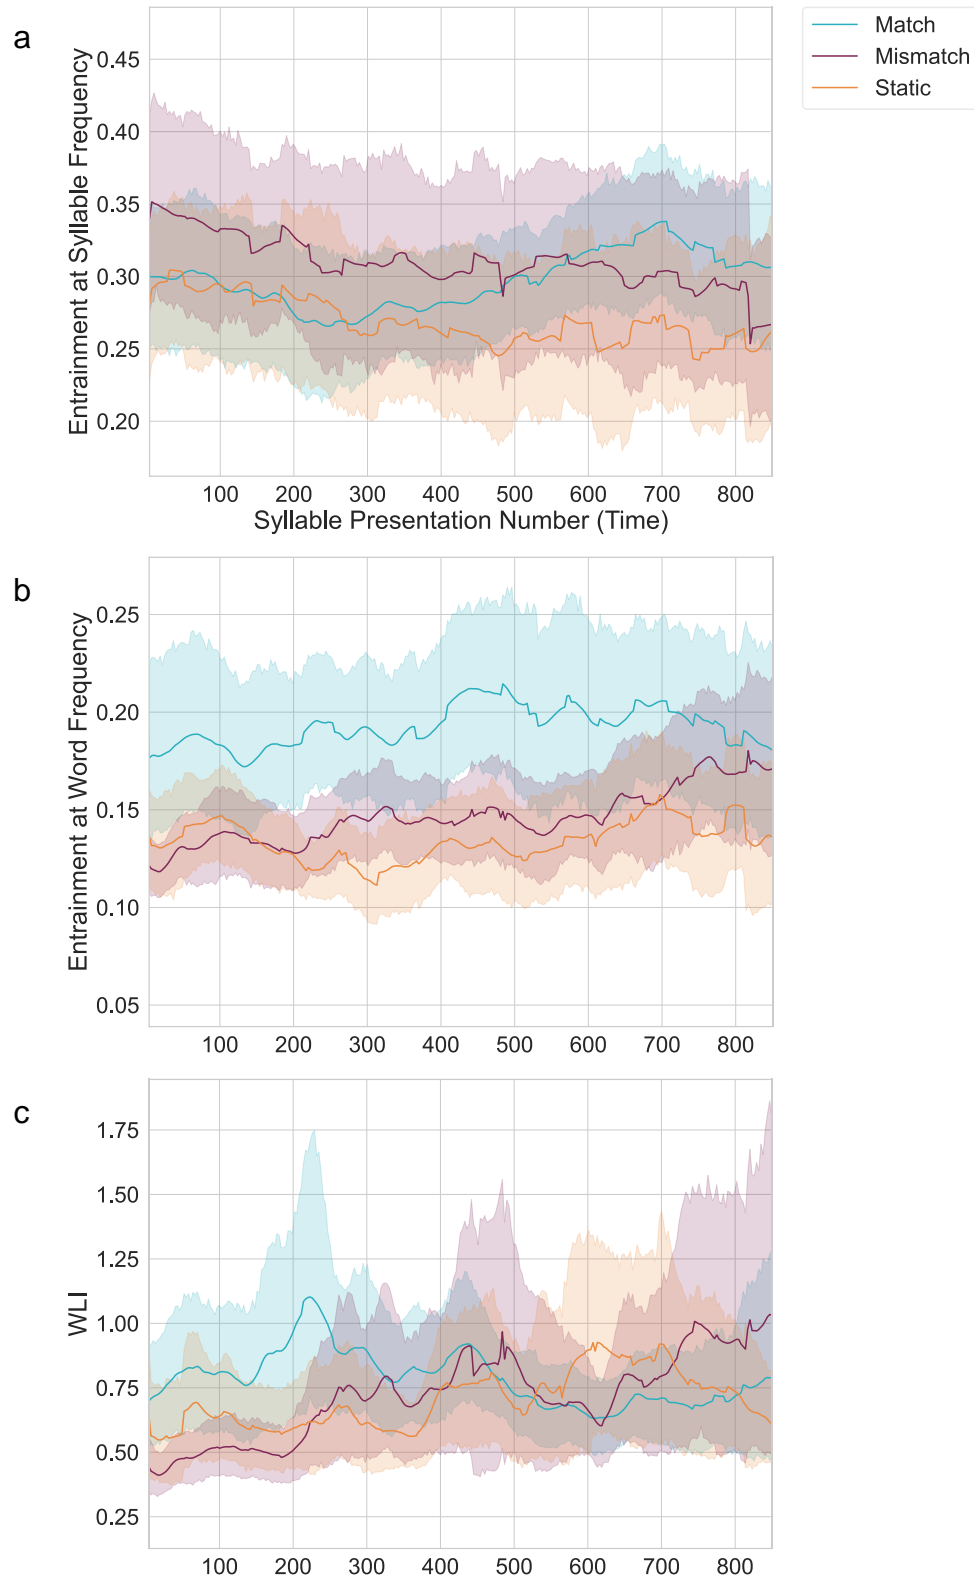 a
Match
Mismatch
Static
Entrainment at Syllable Frequency
0.45
0.40
0.35
0.30
0.25
0.20
100 200 300 400 500 600 700 800
Syllable Presentation Number (Time)
b
Entrainment at Word Frequency
0.25
0.20
0.15
0.10
0.05
100 200 300 400 500 600 700 800
c
WLI
1.75
1.50
1.25
1.00
0.75
0.50
0.25
100 200 300 400 500 600 700 800